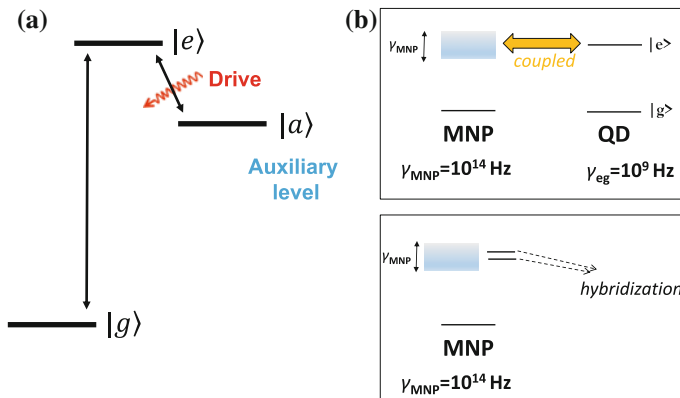 (a)
|e⟩
Drive
|a⟩
Auxiliary
level
|g⟩
(b)
γMNP
coupled
|e>
|g>
MNP
QD
γMNP=10¹⁴ Hz
γeg=10⁹ Hz
γMNP
hybridization
MNP
γMNP=10¹⁴ Hz